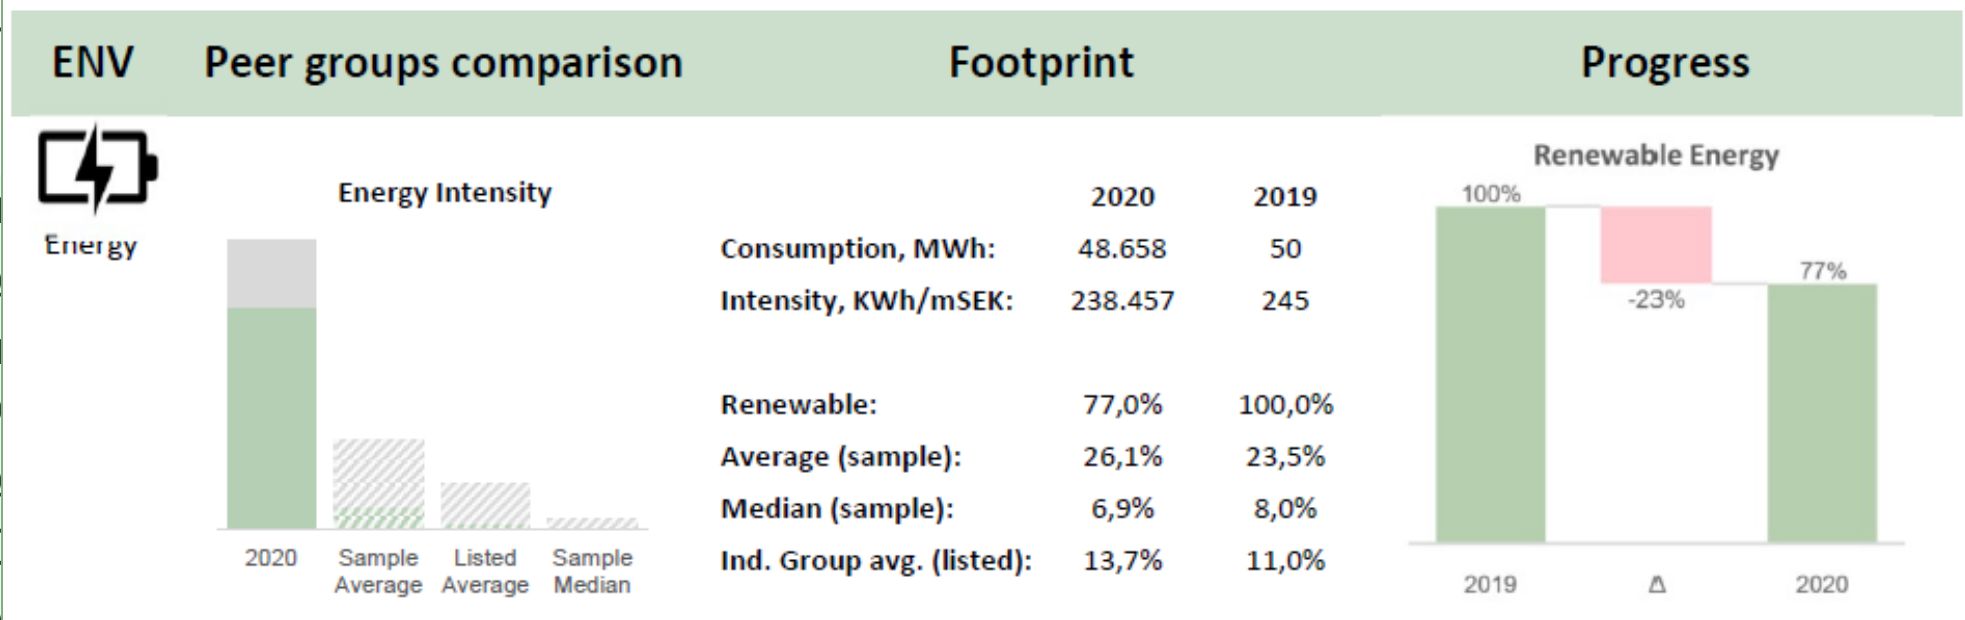 ENV Peer groups comparison Footprint Progress
Energy
Energy Intensity
2020 Sample Average Listed Average Sample Median
2020 2019
Consumption, MWh: 48.658 50
Intensity, KWh/mSEK: 238.457 245
Renewable: 77,0% 100,0%
Average (sample): 26,1% 23,5%
Median (sample): 6,9% 8,0%
Ind. Group avg. (listed): 13,7% 11,0%
Renewable Energy
100%
77%
-23%
2019 Δ 2020